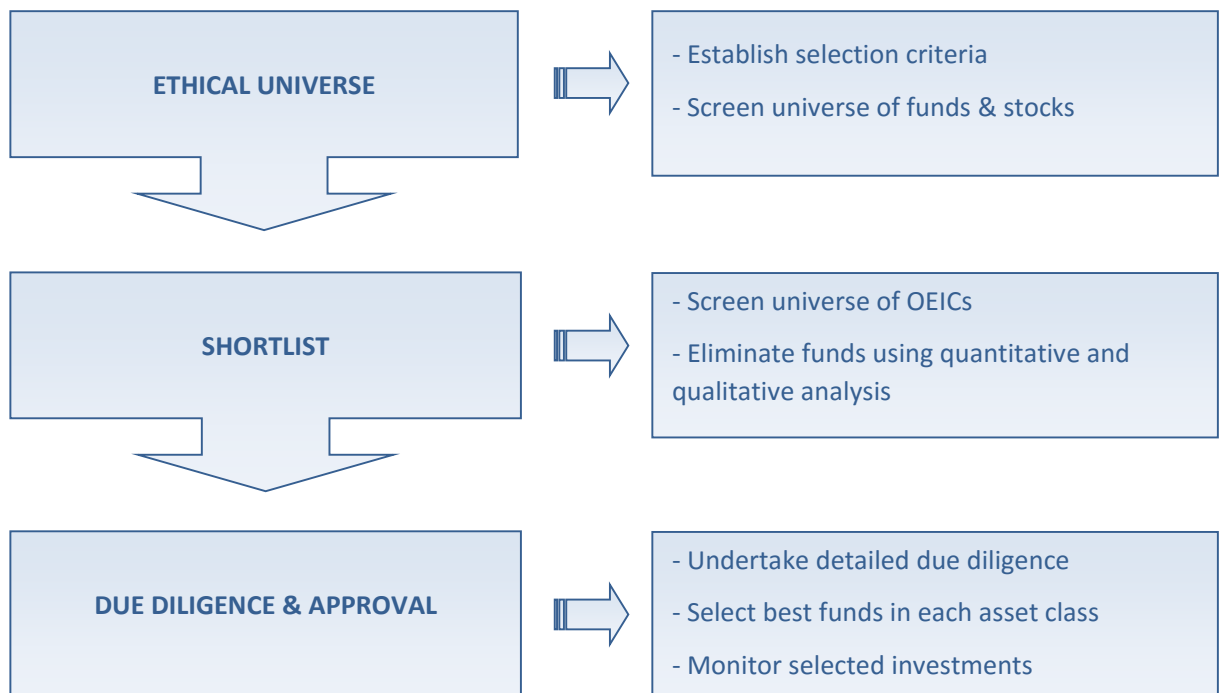 ETHICAL UNIVERSE
- Establish selection criteria
- Screen universe of funds & stocks
SHORTLIST
- Screen universe of OEICs
- Eliminate funds using quantitative and
qualitative analysis
DUE DILIGENCE & APPROVAL
- Undertake detailed due diligence
- Select best funds in each asset class
- Monitor selected investments